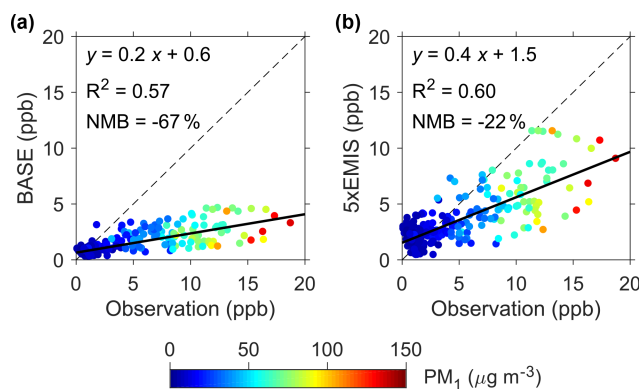 (a)
20
15
10
5
0
BASE (ppb)
y = 0.2 x + 0.6
R² = 0.57
NMB = -67 %
0 5 10 15 20
Observation (ppb)
(b)
20
15
10
5
0
5xEMIS (ppb)
y = 0.4 x + 1.5
R² = 0.60
NMB = -22 %
0 5 10 15 20
Observation (ppb)
0 50 100 150
PM₁ (μg m⁻³)